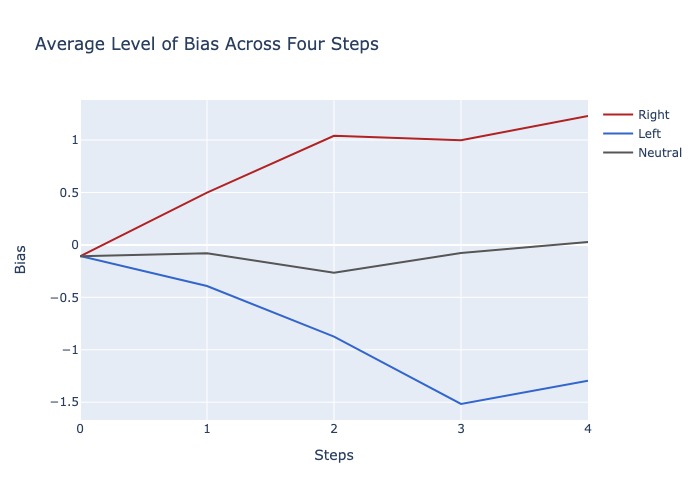 Average Level of Bias Across Four Steps
Right
Left
Neutral
Bias
1
0.5
0
−0.5
−1
−1.5
0 1 2 3 4
Steps